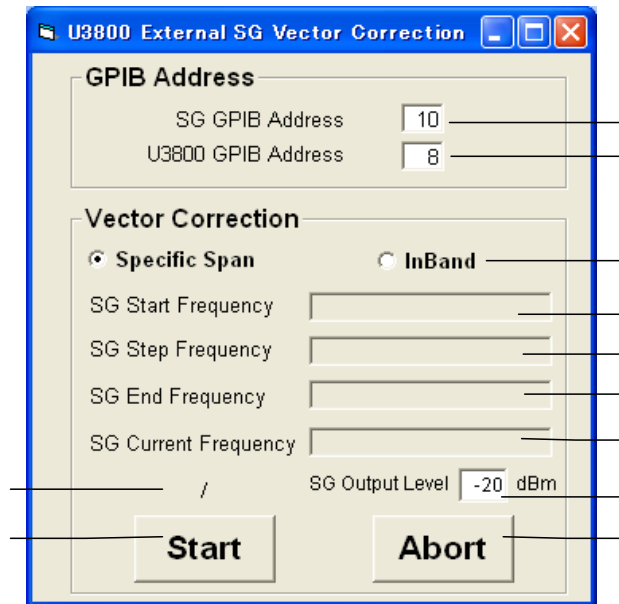 U3800 External SG Vector Correction
GPIB Address
SG GPIB Address 10
U3800 GPIB Address 8
Vector Correction
Specific Span InBand
SG Start Frequency
SG Step Frequency
SG End Frequency
SG Current Frequency
/ SG Output Level -20 dBm
Start Abort